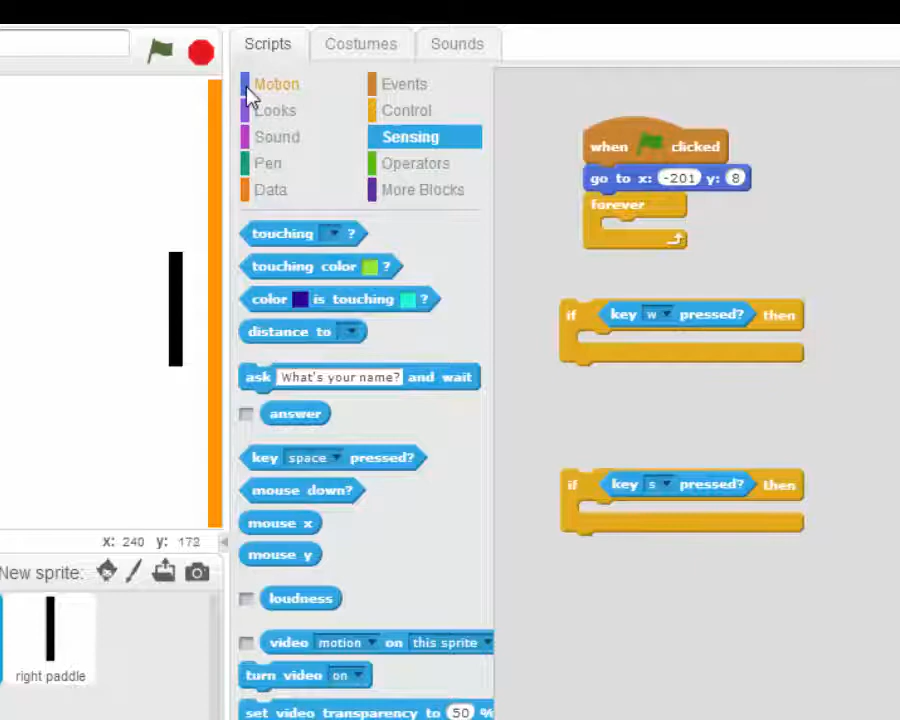 Scripts Costumes Sounds
Motion Events
Looks Control
Sound Sensing
Pen Operators
Data More Blocks
touching ?
touching color ?
color is touching ?
distance to
ask What's your name? and wait
answer
key space pressed?
mouse down?
mouse x
mouse y
loudness
video motion on this sprite
turn video on
set video transparency to 50 %
when clicked
go to x: -201 y: 8
forever
if key w pressed? then
if key s pressed? then
x: 240 y: 172
New sprite:
right paddle